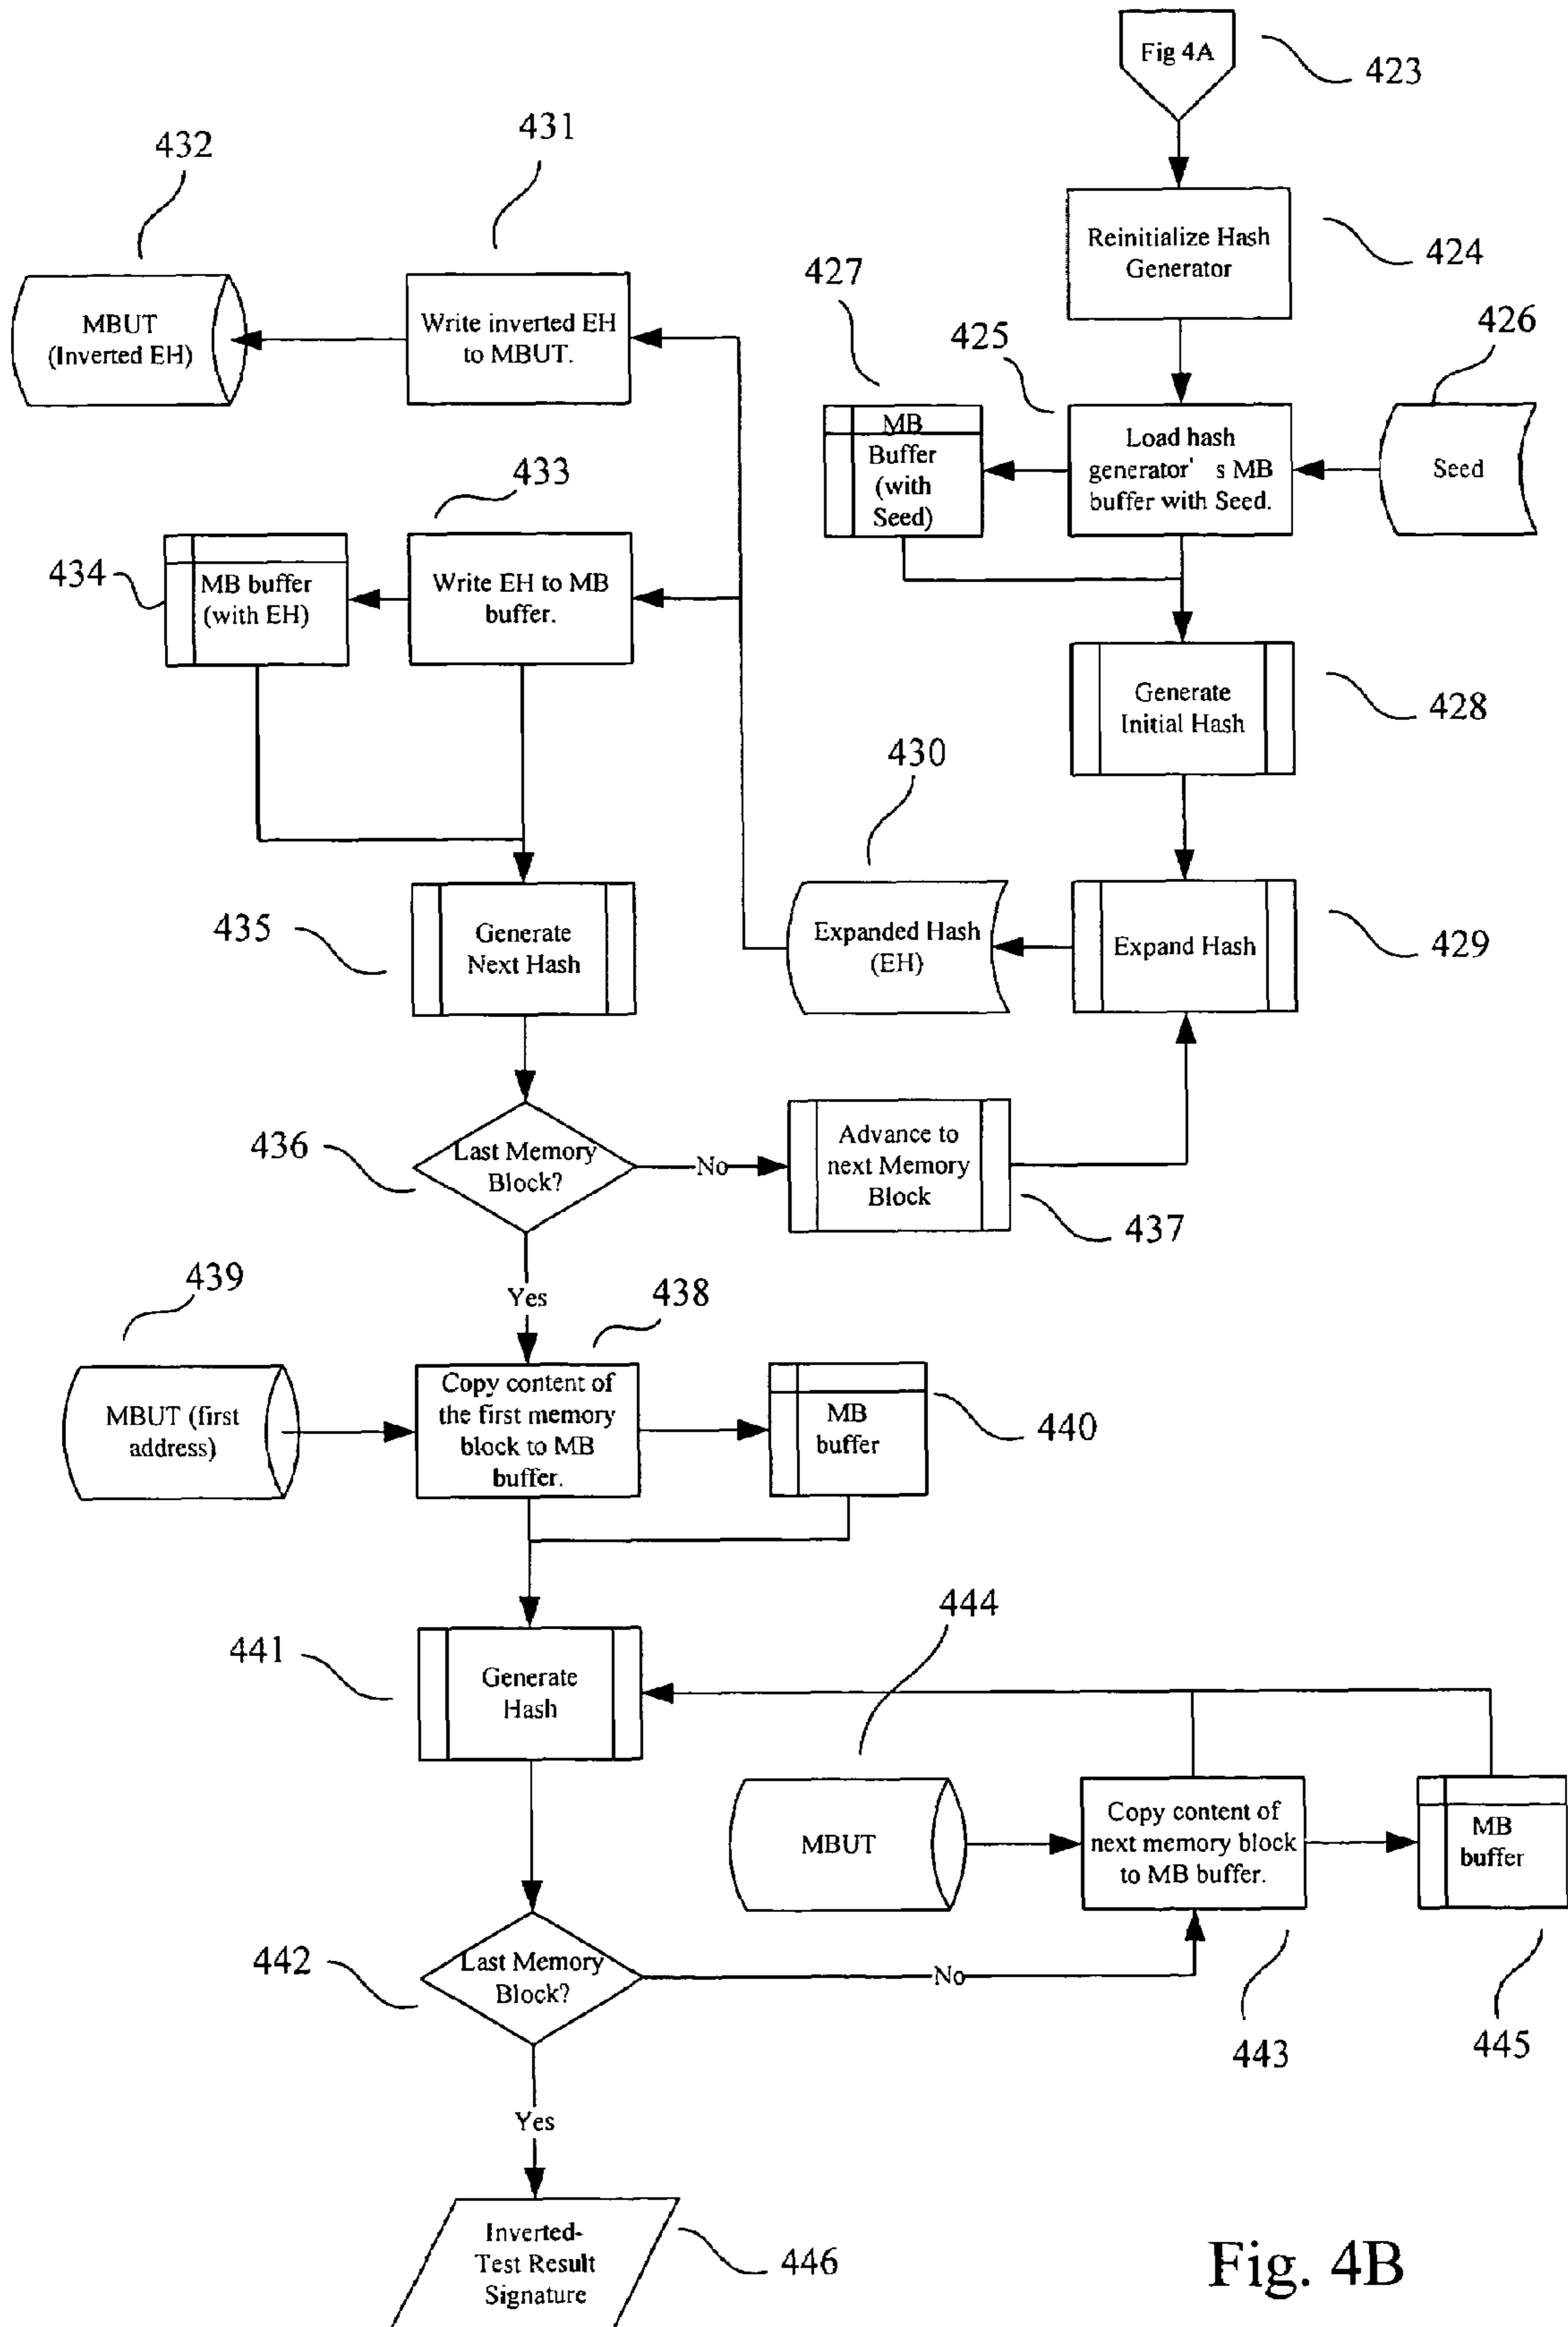 Fig 4A
423
432
431
Reinitialize Hash
Generator
424
427
425
426
MBUT
(Inverted EH)
Write inverted EH
to MBUT.
MB
Buffer
(with
Seed)
Load hash
generator' s MB
buffer with Seed.
Seed
433
434
MB buffer
(with EH)
Write EH to MB
buffer.
Generate
Initial Hash
428
430
435
Generate
Next Hash
Expanded Hash
(EH)
Expand Hash
429
436
Last Memory
Block?
No
Advance to
next Memory
Block
437
439
Yes
438
MBUT (first
address)
Copy content of
the first memory
block to MB
buffer.
MB
buffer
440
444
441
Generate
Hash
MBUT
Copy content of
next memory block
to MB buffer.
MB
buffer
442
Last Memory
Block?
No
443
445
Yes
Inverted-
Test Result
Signature
446
Fig. 4B